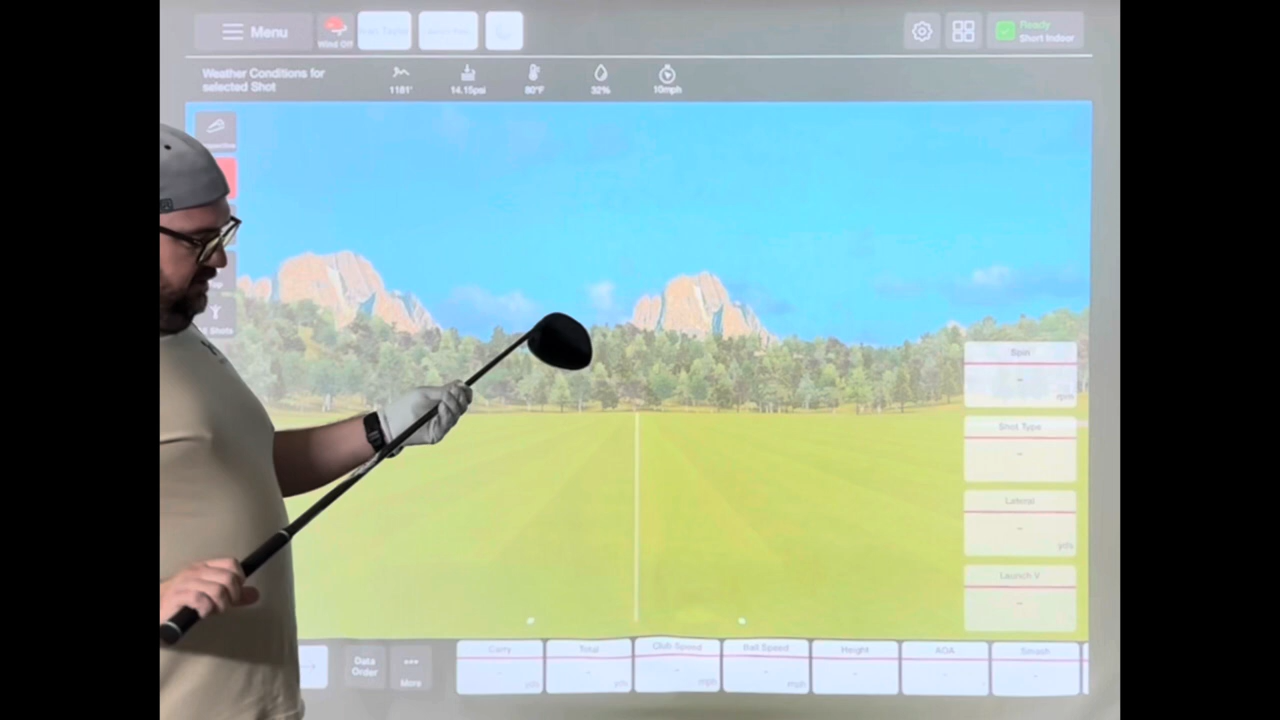 Menu
Wind Off
Ready
Short Indoor
Weather Conditions for
selected Shot
1181'
14.15psi
80°F
32%
10mph
Spin
-
rpm
Shot Type
-
Lateral
-
yds
Launch V
-
Data
Order
More
Carry
-
yds
Total
-
yds
Club Speed
-
mph
Ball Speed
-
mph
Height
-
AOA
-
Smash
-